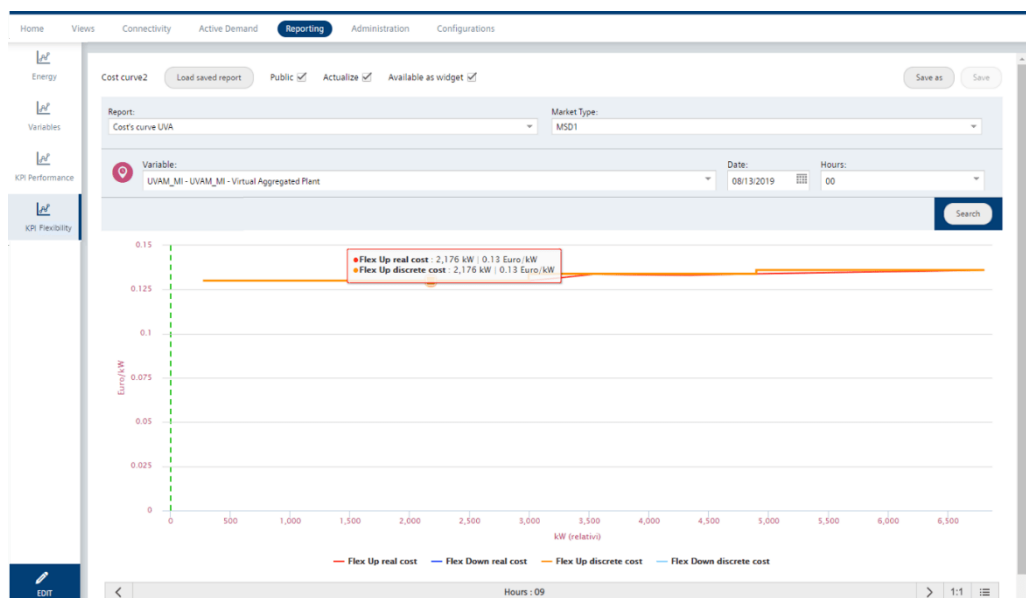 Home Views Connectivity Active Demand Reporting Administration Configurations
Energy
Variables
KPI Performance
KPI Flexibility
EDIT
Cost curve2 Load saved report Public Actualize Available as widget Save as Save
Report: Market Type:
Cost's curve UVA MSD1
Variable: Date: Hours:
UVAM_MI - UVAM_MI - Virtual Aggregated Plant 08/13/2019 00
Search
Flex Up real cost : 2,176 kW | 0.13 Euro/kW
Flex Up discrete cost : 2,176 kW | 0.13 Euro/kW
0.15
0.125
0.1
0.075
0.05
0.025
0
Euro/kW
0 500 1,000 1,500 2,000 2,500 3,000 3,500 4,000 4,500 5,000 5,500 6,000 6,500
kW (relativi)
Flex Up real cost Flex Down real cost Flex Up discrete cost Flex Down discrete cost
Hours : 09 1:1